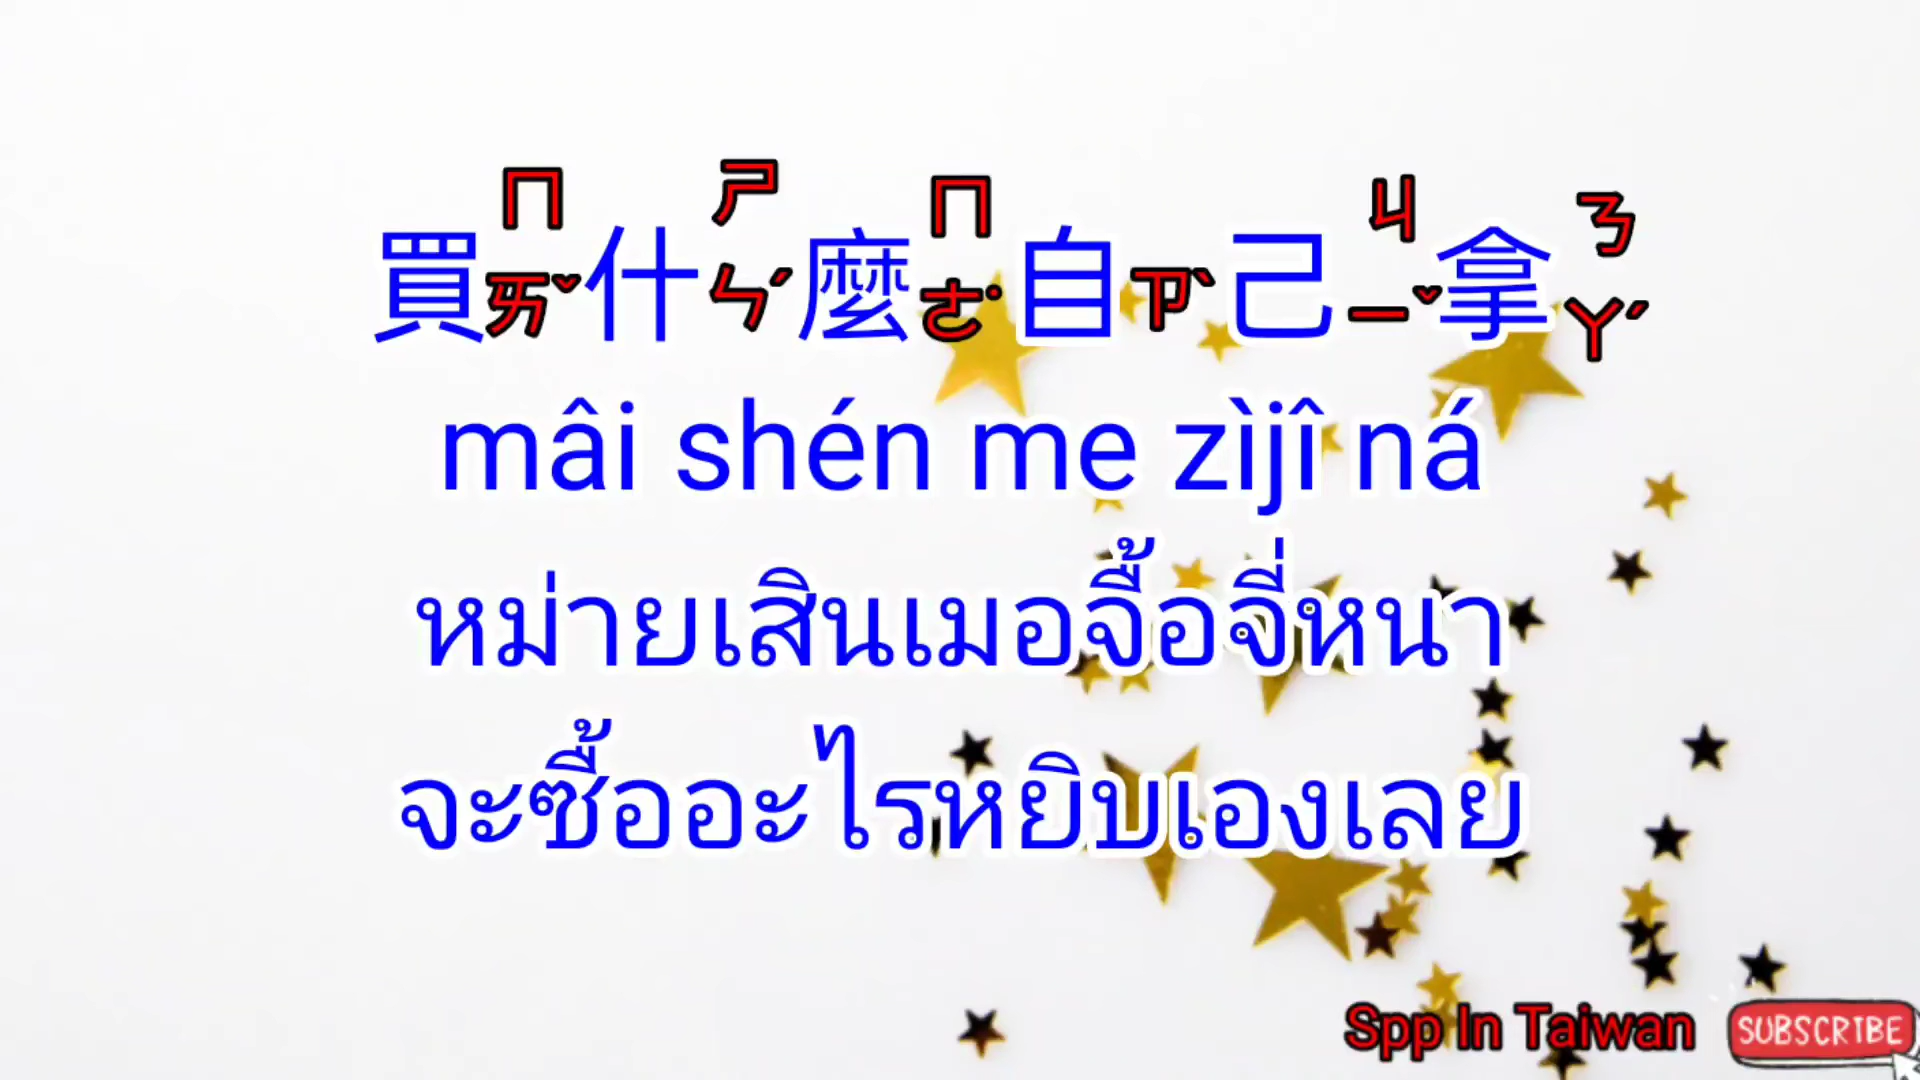 買ㄇㄞˇ什ㄕㄣˊ麼ㄇㄜ˙自ㄗˋ己ㄐㄧˇ拿ㄋㄚˊ
mâi shén me zìjî ná
หม่ายเสินเมอจื้อจี่หนา
จะซื้ออะไรหยิบเองเลย
Spp In Taiwan
SUBSCRIBE